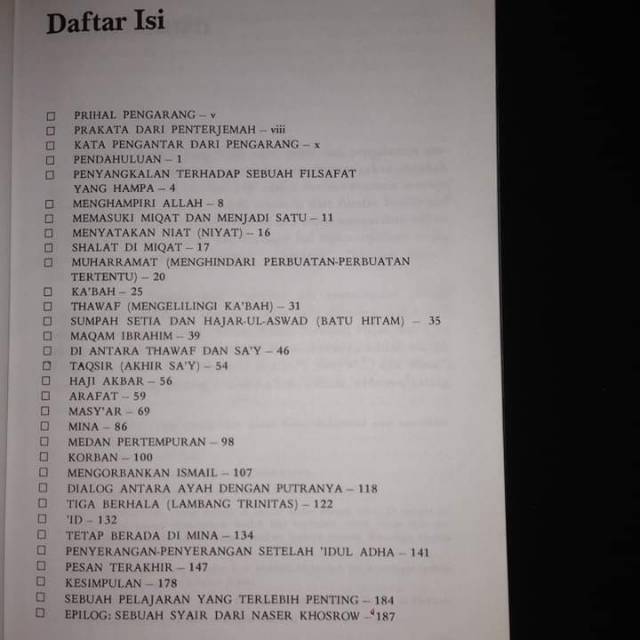 Daftar Isi
□ PRIHAL PENGARANG – v
□ PRAKATA DARI PENTERJEMAH – viii
□ KATA PENGANTAR DARI PENGARANG – x
□ PENDAHULUAN – 1
□ PENYANGKALAN TERHADAP SEBUAH FILSAFAT
YANG HAMPA – 4
□ MENGHAMPIRI ALLAH – 8
□ MEMASUKI MIQAT DAN MENJADI SATU – 11
□ MENYATAKAN NIAT (NIYAT) – 16
□ SHALAT DI MIQAT – 17
□ MUHARRAMAT (MENGHINDARI PERBUATAN-PERBUATAN
TERTENTU) – 20
□ KA'BAH – 25
□ THAWAF (MENGELILINGI KA'BAH) – 31
□ SUMPAH SETIA DAN HAJAR-UL-ASWAD (BATU HITAM) – 35
□ MAQAM IBRAHIM – 39
□ DI ANTARA THAWAF DAN SA'Y – 46
□ TAQSIR (AKHIR SA'Y) – 54
□ HAJI AKBAR – 56
□ ARAFAT – 59
□ MASY'AR – 69
□ MINA – 86
□ MEDAN PERTEMPURAN – 98
□ KORBAN – 100
□ MENGORBANKAN ISMAIL – 107
□ DIALOG ANTARA AYAH DENGAN PUTRANYA – 118
□ TIGA BERHALA (LAMBANG TRINITAS) – 122
□ 'ID – 132
□ TETAP BERADA DI MINA – 134
□ PENYERANGAN-PENYERANGAN SETELAH 'IDUL ADHA – 141
□ PESAN TERAKHIR – 147
□ KESIMPULAN – 178
□ SEBUAH PELAJARAN YANG TERLEBIH PENTING – 184
□ EPILOG: SEBUAH SYAIR DARI NASER KHOSROW – 187